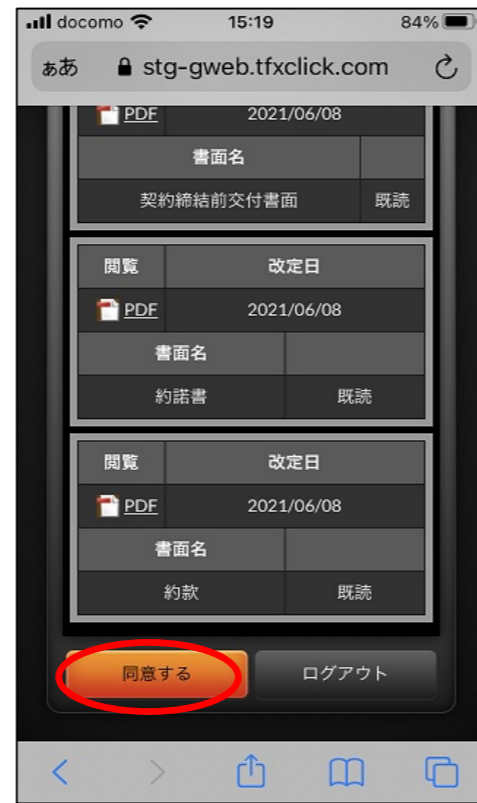 docomo 15:19 84%
ああ stg-gweb.tfxclick.com
PDF 2021/06/08
書面名
契約締結前交付書面 既読
閲覧 改定日
PDF 2021/06/08
書面名
約諾書 既読
閲覧 改定日
PDF 2021/06/08
書面名
約款 既読
同意する ログアウト